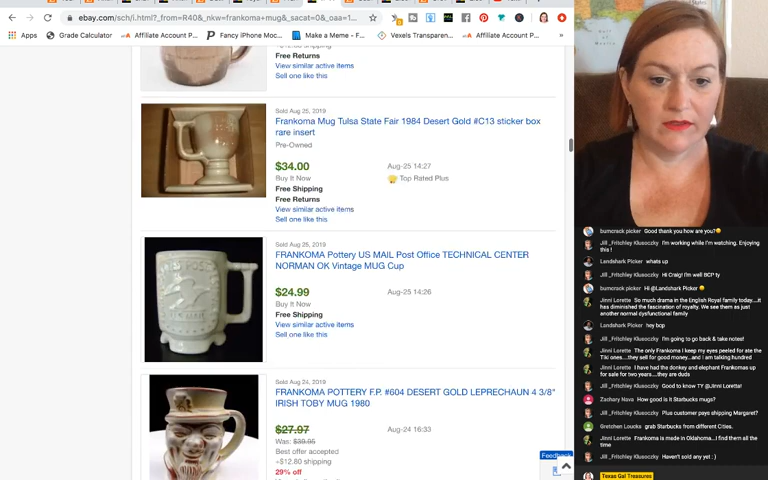 ebay.com/sch/i.html?_from=R40&_nkw=frankoma+mug&_sacat=0&_oaa=1...
Apps
Grade Calculator
Affiliate Account P...
Fancy iPhone Moc...
Make a Meme - F...
Vexels Transparen...
Affiliate Account P...
»
Free Returns
View similar active items
Sell one like this
Sold Aug 25, 2019
Frankoma Mug Tulsa State Fair 1984 Desert Gold #C13 sticker box
rare insert
Pre-Owned
$34.00
Aug-25 14:27
Buy It Now
Top Rated Plus
Free Shipping
Free Returns
View similar active items
Sell one like this
Sold Aug 25, 2019
FRANKOMA Pottery US MAIL Post Office TECHNICAL CENTER
NORMAN OK Vintage MUG Cup
$24.99
Aug-25 14:26
Buy It Now
Free Shipping
View similar active items
Sell one like this
Sold Aug 24, 2019
FRANKOMA POTTERY F.P. #604 DESERT GOLD LEPRECHAUN 4 3/8"
IRISH TOBY MUG 1980
$27.97
Aug-24 16:33
Was: $39.95
Best offer accepted
+$12.80 shipping
29% off
Feedback
bumcrack picker Good thank you how are you?
Jill_Fritchley Klusoczky I'm working while I'm watching. Enjoying
this !
Landshark Picker whats up
Jill_Fritchley Klusoczky Hi Craig! I'm well BCP ty
bumcrack picker Hi @Landshark Picker
Jinni Lorette So much drama in the English Royal family today....it
has diminished the fascination of royalty. We see them as just
another normal dysfunctional family
Landshark Picker hey bop
Jill_Fritchley Klusoczky I'm going to go back & take notes!
Jinni Lorette The only Frankoma I keep my eyes peeled for ate the
Tiki ones....they sell for good money...and I am talking hundred
Jinni Lorette I have had the donkey and elephant Frankomas up
for sale for two years....they are duds
Jill_Fritchley Klusoczky Good to know TY @Jinni Lorette!
Zachary Nava How good is it Starbucks mugs?
Jill_Fritchley Klusoczky Plus customer pays shipping Margaret?
Gretchen Loucks grab Starbucks from different Cities.
Jinni Lorette Frankoma is made in Oklahoma...I find them all the
time
Jill_Fritchley Klusoczky Haven't sold any yet : )
Texas Gal Treasures